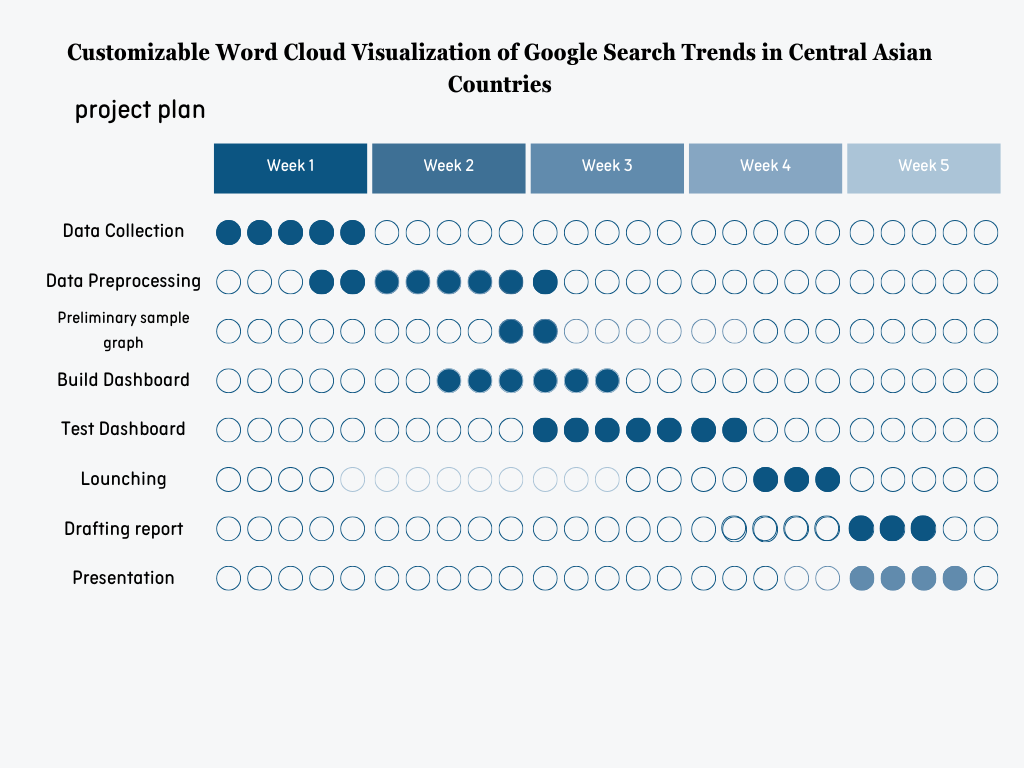 Customizable Word Cloud Visualization of Google Search Trends in Central Asian
Countries
project plan
Week 1
Week 2
Week 3
Week 4
Week 5
Data Collection
Data Preprocessing
Preliminary sample
graph
Build Dashboard
Test Dashboard
Lounching
Drafting report
Presentation